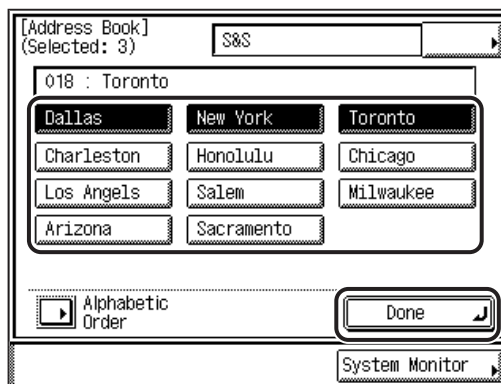 [Address Book]
(Selected: 3)
S&S
018 : Toronto
Dallas New York Toronto
Charleston Honolulu Chicago
Los Angels Salem Milwaukee
Arizona Sacramento
Alphabetic
Order
Done
System Monitor